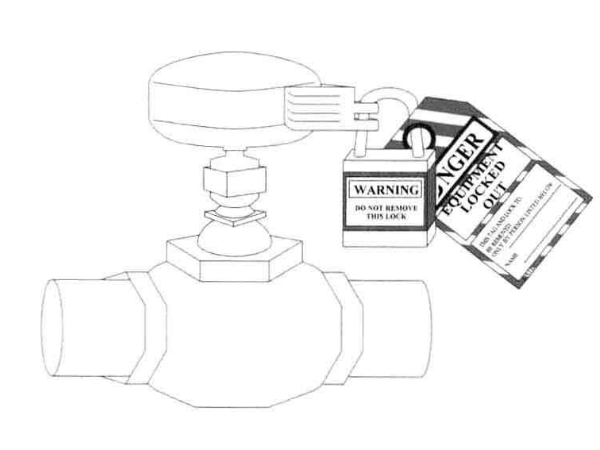 WARNING
DO NOT REMOVE
THIS LOCK
NGER
EQUIPMENT
LOCKED
OUT
THIS TAG AND LOCK TO
BE REMOVED
ONLY BY PERSON LISTED BELOW
NAME